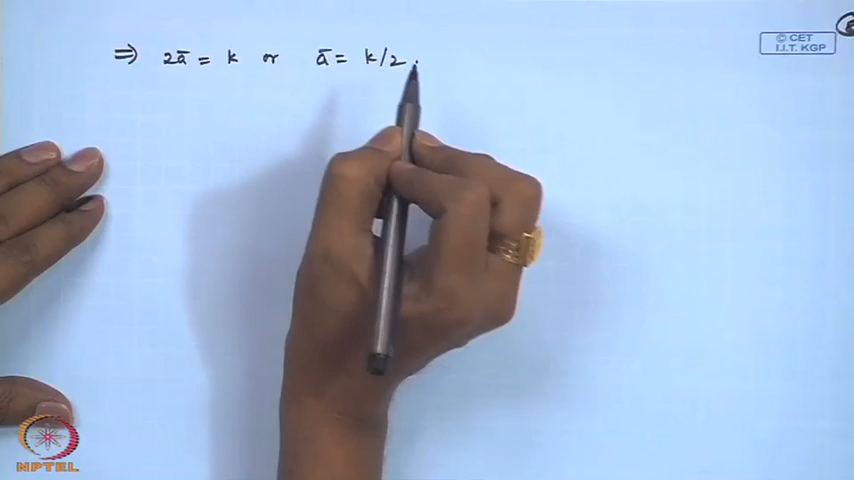 ⇒ 2ā = k or ā = k/2.
© CET
I.I.T. KGP
NPTEL